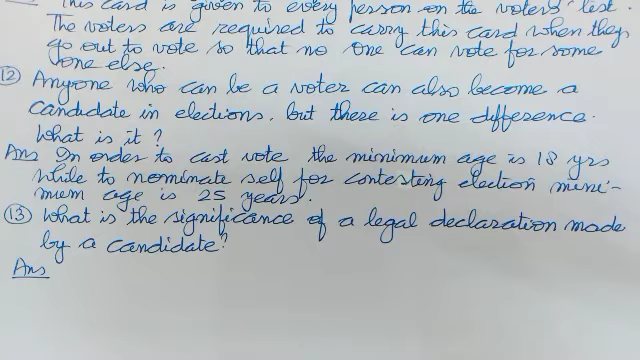 This card is given to every person on the voters' list.
The voters are required to carry this card when they
go out to vote so that no one can vote for some
one else.
(12) Anyone who can be a voter can also become a
candidate in elections. but there is one difference.
What is it?
Ans In order to cast vote the minimum age is 18 yrs
while to nominate self for contesting election mini-
mum age is 25 years.
(13) What is the significance of a legal declaration made
by a candidate?
Ans